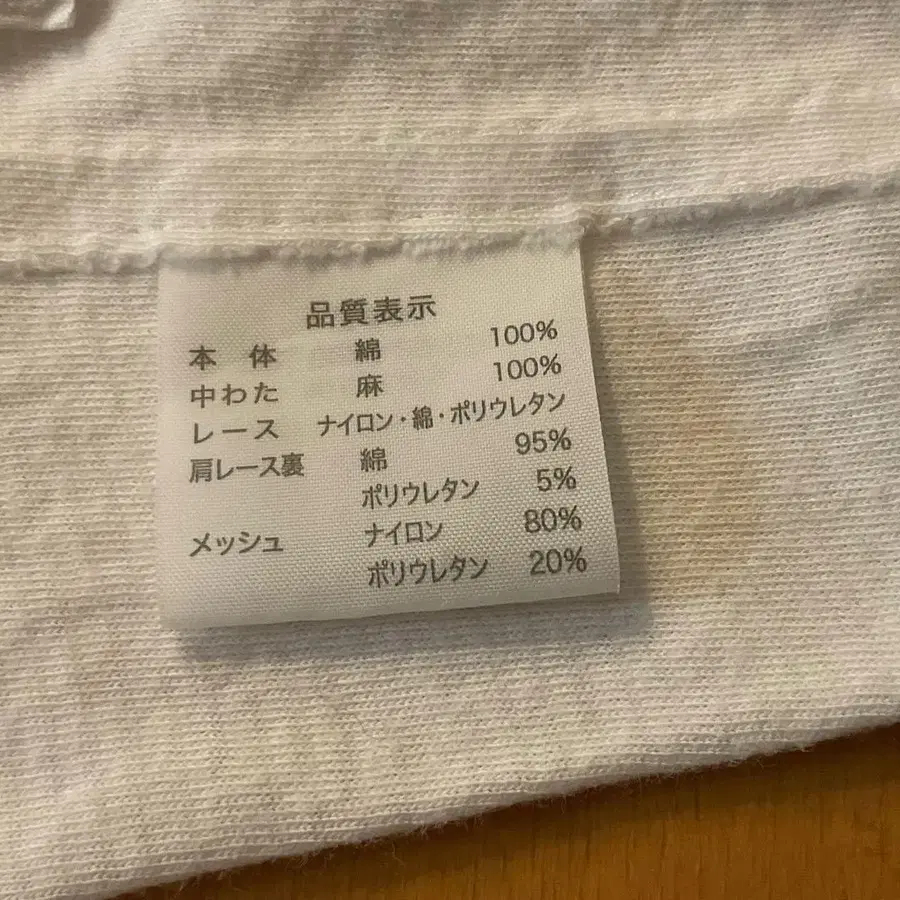 品質表示
本体 綿 100%
中わた 麻 100%
レース ナイロン・綿・ポリウレタン
肩レース裏 綿 95%
ポリウレタン 5%
メッシュ ナイロン 80%
ポリウレタン 20%